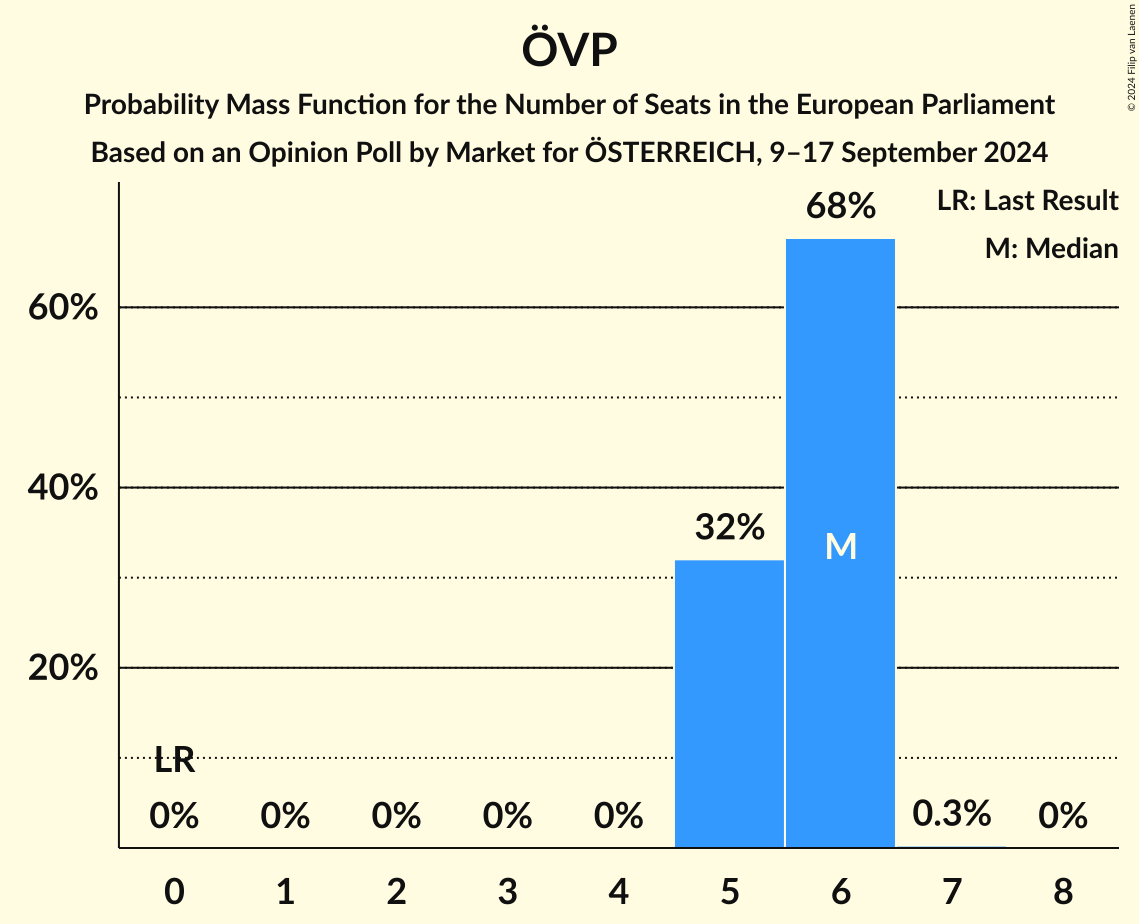 ÖVP
Probability Mass Function for the Number of Seats in the European Parliament
Based on an Opinion Poll by Market for ÖSTERREICH, 9–17 September 2024
© 2024 Filip van Laenen
LR: Last Result
M: Median
68%
60%
40%
32%
M
20%
LR
0% 0% 0% 0% 0% 0.3% 0%
0 1 2 3 4 5 6 7 8